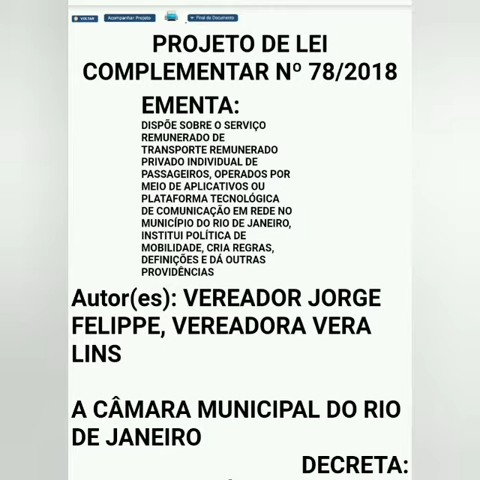 VOLTAR Acompanhar Projeto Final do Documento
PROJETO DE LEI
COMPLEMENTAR Nº 78/2018
EMENTA:
DISPÕE SOBRE O SERVIÇO
REMUNERADO DE
TRANSPORTE REMUNERADO
PRIVADO INDIVIDUAL DE
PASSAGEIROS, OPERADOS POR
MEIO DE APLICATIVOS OU
PLATAFORMA TECNOLÓGICA
DE COMUNICAÇÃO EM REDE NO
MUNICÍPIO DO RIO DE JANEIRO,
INSTITUI POLÍTICA DE
MOBILIDADE, CRIA REGRAS,
DEFINIÇÕES E DÁ OUTRAS
PROVIDÊNCIAS
Autor(es): VEREADOR JORGE
FELIPPE, VEREADORA VERA
LINS
A CÂMARA MUNICIPAL DO RIO
DE JANEIRO
DECRETA: